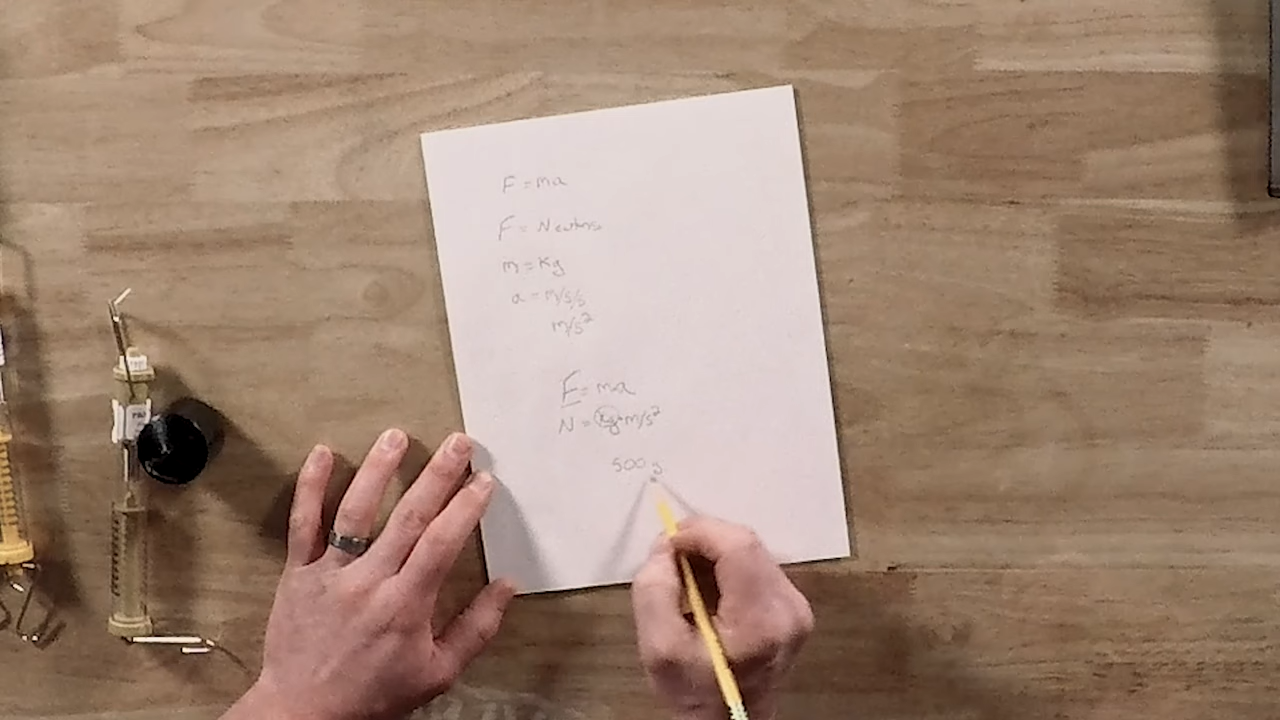 F = ma
F = Newtons
m = Kg
a = m/s/s
m/s²
F = ma
N = Kg•m/s²
500 g